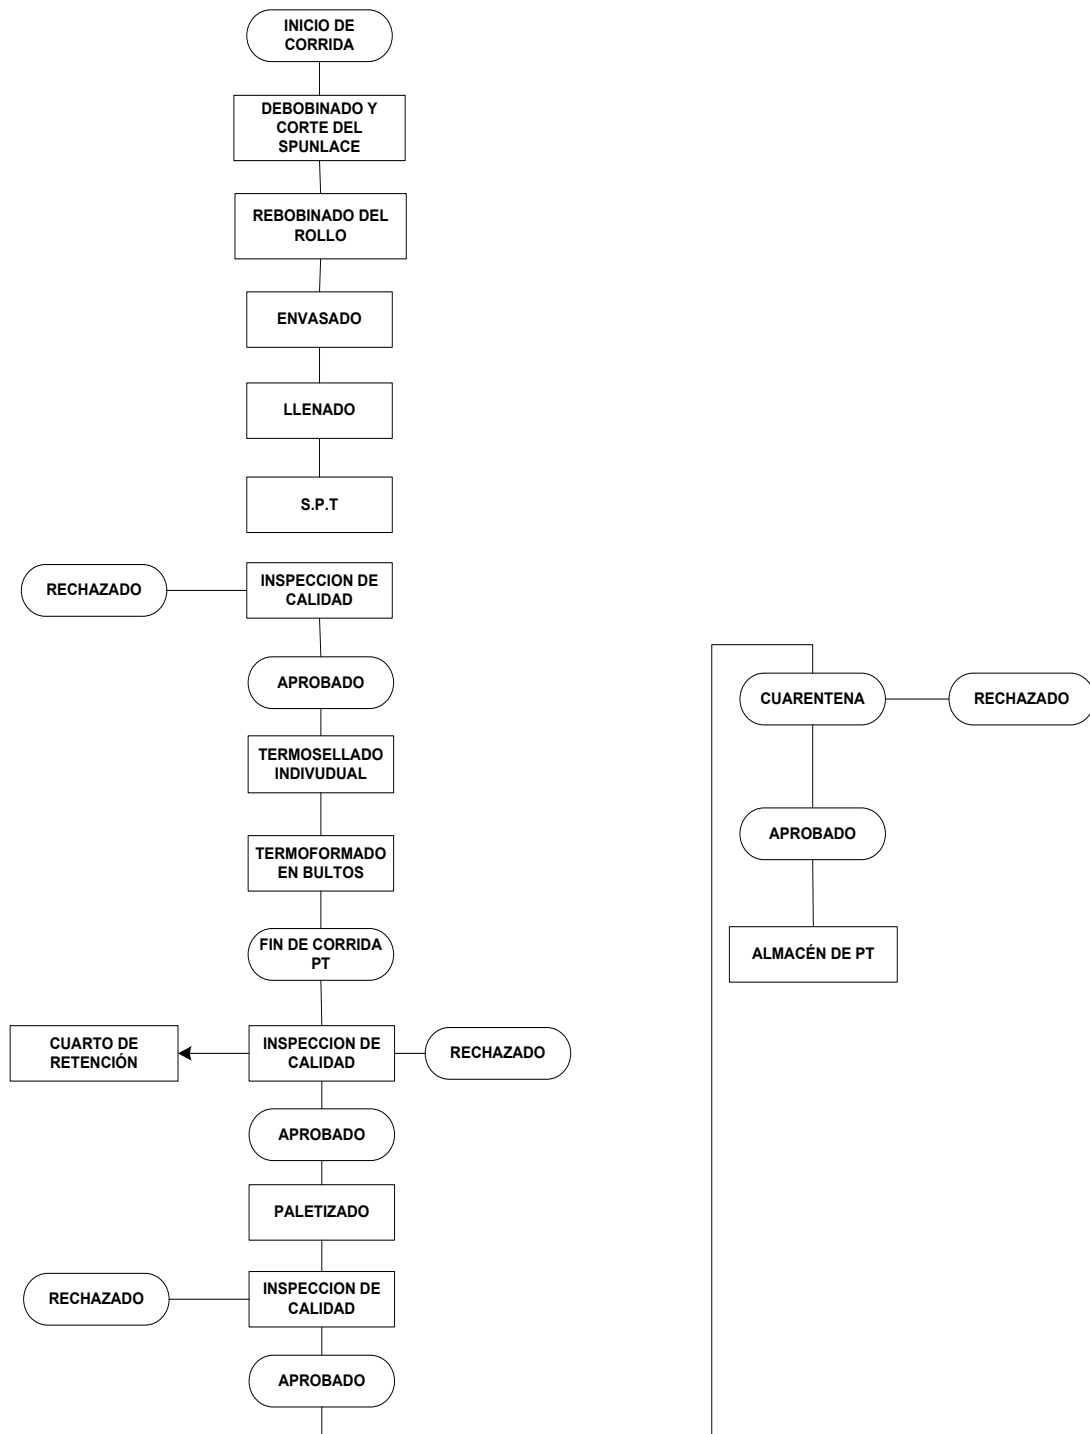 INICIO DE
CORRIDA
DEBOBINADO Y
CORTE DEL
SPUNLACE
REBOBINADO DEL
ROLLO
ENVASADO
LLENADO
S.P.T
RECHAZADO
INSPECCION DE
CALIDAD
APROBADO
TERMOSELLADO
INDIVUDUAL
TERMOFORMADO
EN BULTOS
FIN DE CORRIDA
PT
CUARTO DE
RETENCIÓN
INSPECCION DE
CALIDAD
RECHAZADO
APROBADO
PALETIZADO
RECHAZADO
INSPECCION DE
CALIDAD
APROBADO
CUARENTENA
RECHAZADO
APROBADO
ALMACÉN DE PT